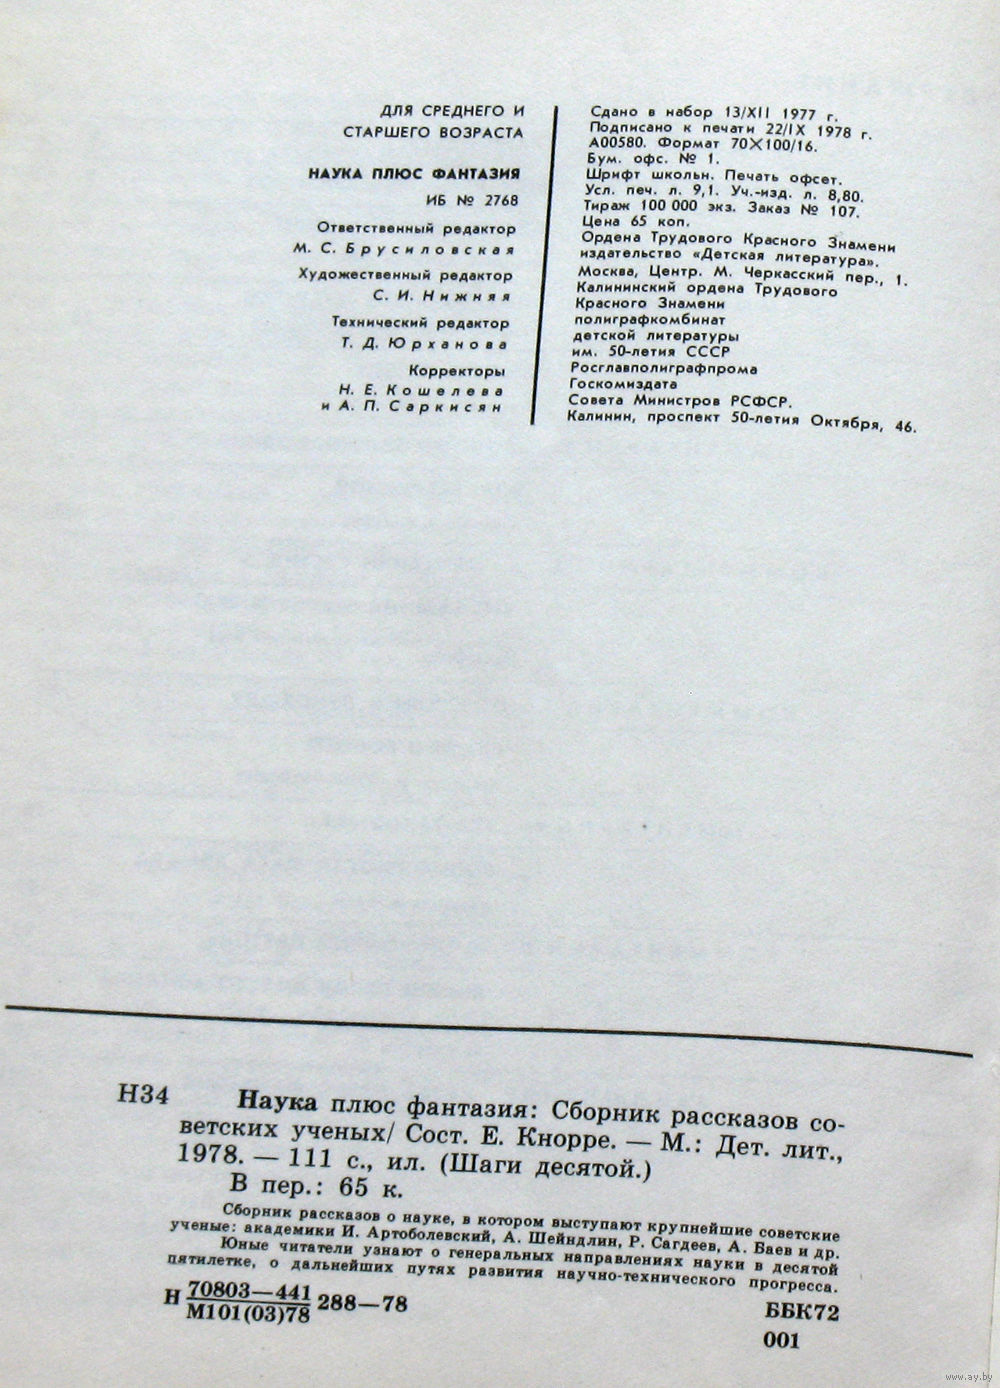 ДЛЯ СРЕДНЕГО И
СТАРШЕГО ВОЗРАСТА
НАУКА ПЛЮС ФАНТАЗИЯ
ИБ № 2768
Ответственный редактор
М. С. Брусиловская
Художественный редактор
С. И. Нижняя
Технический редактор
Т. Д. Юрханова
Корректоры
Н. Е. Кошелева
и А. П. Саркисян
Сдано в набор 13/XII 1977 г.
Подписано к печати 22/IX 1978 г.
А00580. Формат 70×100/16.
Бум. офс. № 1.
Шрифт школьн. Печать офсет.
Усл. печ. л. 9,1. Уч.-изд. л. 8,80.
Тираж 100 000 экз. Заказ № 107.
Цена 65 коп.
Ордена Трудового Красного Знамени
издательство «Детская литература».
Москва, Центр. М. Черкасский пер., 1.
Калининский ордена Трудового
Красного Знамени
полиграфкомбинат
детской литературы
им. 50-летия СССР
Росглавполиграфпрома
Госкомиздата
Совета Министров РСФСР.
Калинин, проспект 50-летия Октября, 46.
Н34
Наука плюс фантазия: Сборник рассказов со-
ветских ученых/ Сост. Е. Кнорре. — М.: Дет. лит.,
1978. — 111 с., ил. (Шаги десятой.)
В пер.: 65 к.
Сборник рассказов о науке, в котором выступают крупнейшие советские
ученые: академики И. Артоболевский, А. Шейндлин, Р. Сагдеев, А. Баев и др.
Юные читатели узнают о генеральных направлениях науки в десятой
пятилетке, о дальнейших путях развития научно-технического прогресса.
Н 70803—441
М101(03)78 288—78
ББК72
001
www.ay.by